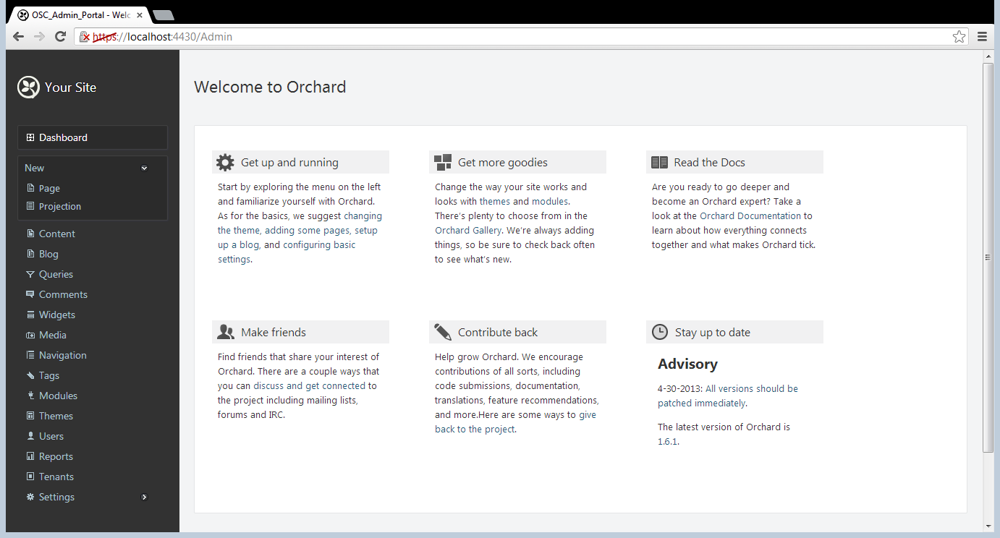 OSC_Admin_Portal - Welc
https://localhost:4430/Admin
Your Site
Dashboard
New
Page
Projection
Content
Blog
Queries
Comments
Widgets
Media
Navigation
Tags
Modules
Themes
Users
Reports
Tenants
Settings
Welcome to Orchard
Get up and running
Start by exploring the menu on the left
and familiarize yourself with Orchard.
As for the basics, we suggest changing
the theme, adding some pages, setup
up a blog, and configuring basic
settings.
Get more goodies
Change the way your site works and
looks with themes and modules.
There's plenty to choose from in the
Orchard Gallery. We're always adding
things, so be sure to check back often
to see what's new.
Read the Docs
Are you ready to go deeper and
become an Orchard expert? Take a
look at the Orchard Documentation to
learn about how everything connects
together and what makes Orchard tick.
Make friends
Find friends that share your interest of
Orchard. There are a couple ways that
you can discuss and get connected to
the project including mailing lists,
forums and IRC.
Contribute back
Help grow Orchard. We encourage
contributions of all sorts, including
code submissions, documentation,
translations, feature recommendations,
and more.Here are some ways to give
back to the project.
Stay up to date
Advisory
4-30-2013: All versions should be
patched immediately.
The latest version of Orchard is
1.6.1.